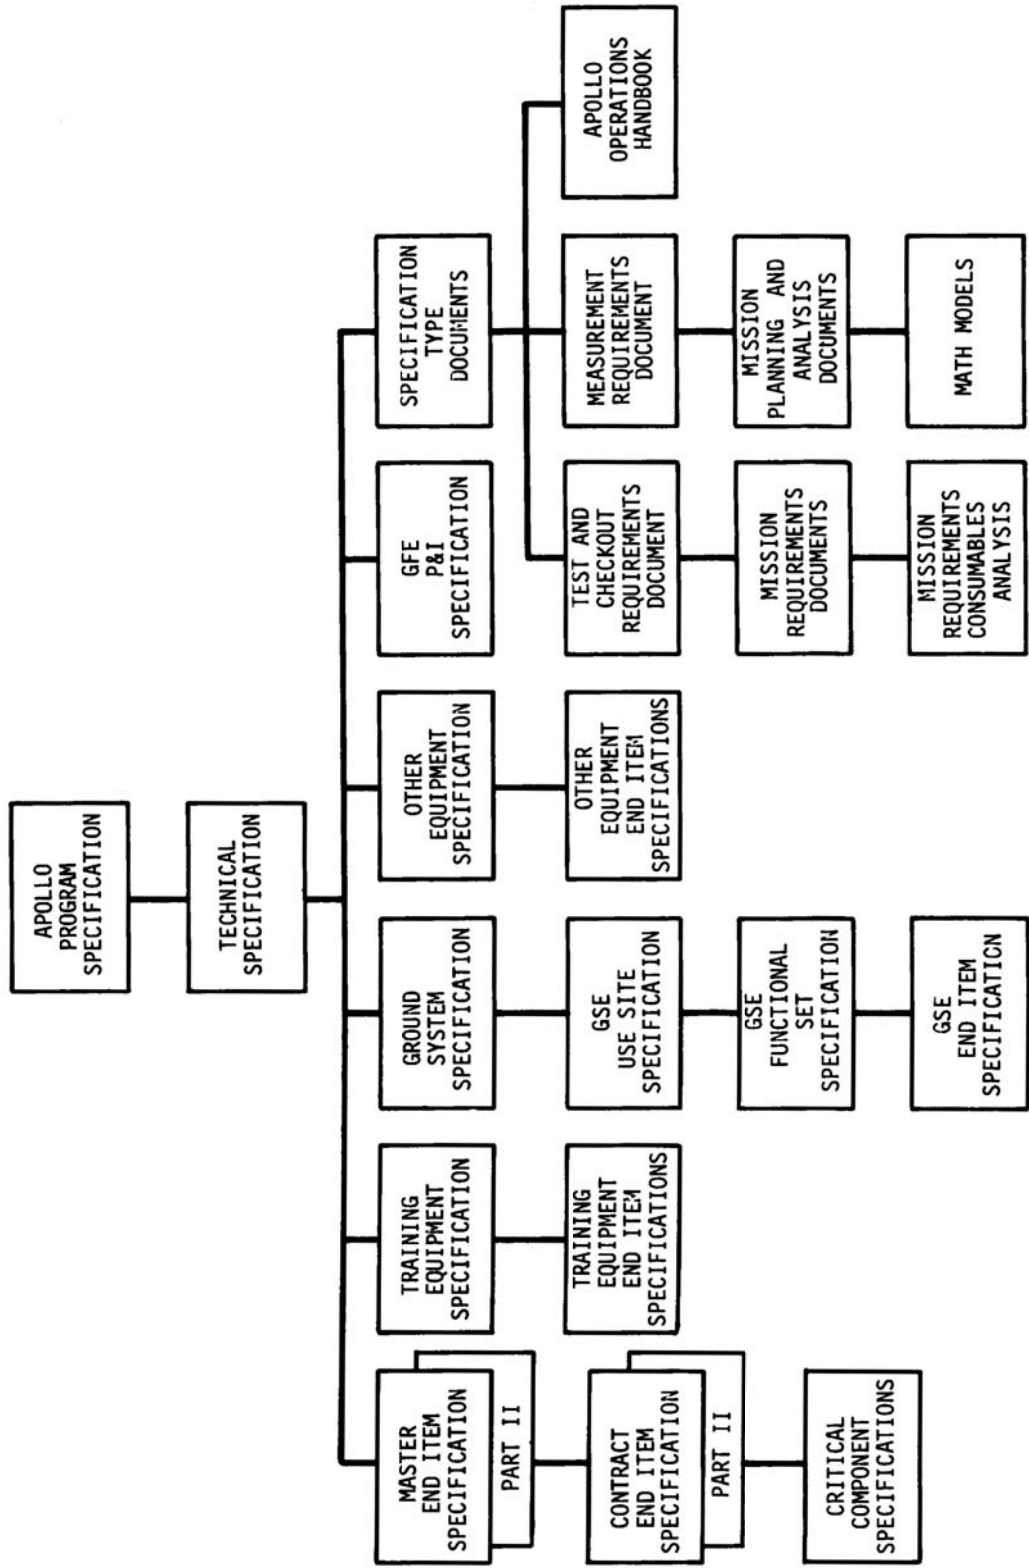 APOLLO
PROGRAM
SPECIFICATION
TECHNICAL
SPECIFICATION
MASTER
END ITEM
SPECIFICATION
PART II
TRAINING
EQUIPMENT
SPECIFICATION
GROUND
SYSTEM
SPECIFICATION
OTHER
EQUIPMENT
SPECIFICATION
GFE
P&I
SPECIFICATION
SPECIFICATION
TYPE
DOCUMENTS
CONTRACT
END ITEM
SPECIFICATION
PART II
TRAINING
EQUIPMENT
END ITEM
SPECIFICATIONS
GSE
USE SITE
SPECIFICATION
OTHER
EQUIPMENT
END ITEM
SPECIFICATIONS
TEST AND
CHECKOUT
REQUIREMENTS
DOCUMENT
MEASUREMENT
REQUIREMENTS
DOCUMENT
APOLLO
OPERATIONS
HANDBOOK
GSE
FUNCTIONAL
SET
SPECIFICATION
MISSION
REQUIREMENTS
DOCUMENTS
MISSION
PLANNING AND
ANALYSIS
DOCUMENTS
CRITICAL
COMPONENT
SPECIFICATIONS
GSE
END ITEM
SPECIFICATION
MISSION
REQUIREMENTS
CONSUMABLES
ANALYSIS
MATH MODELS